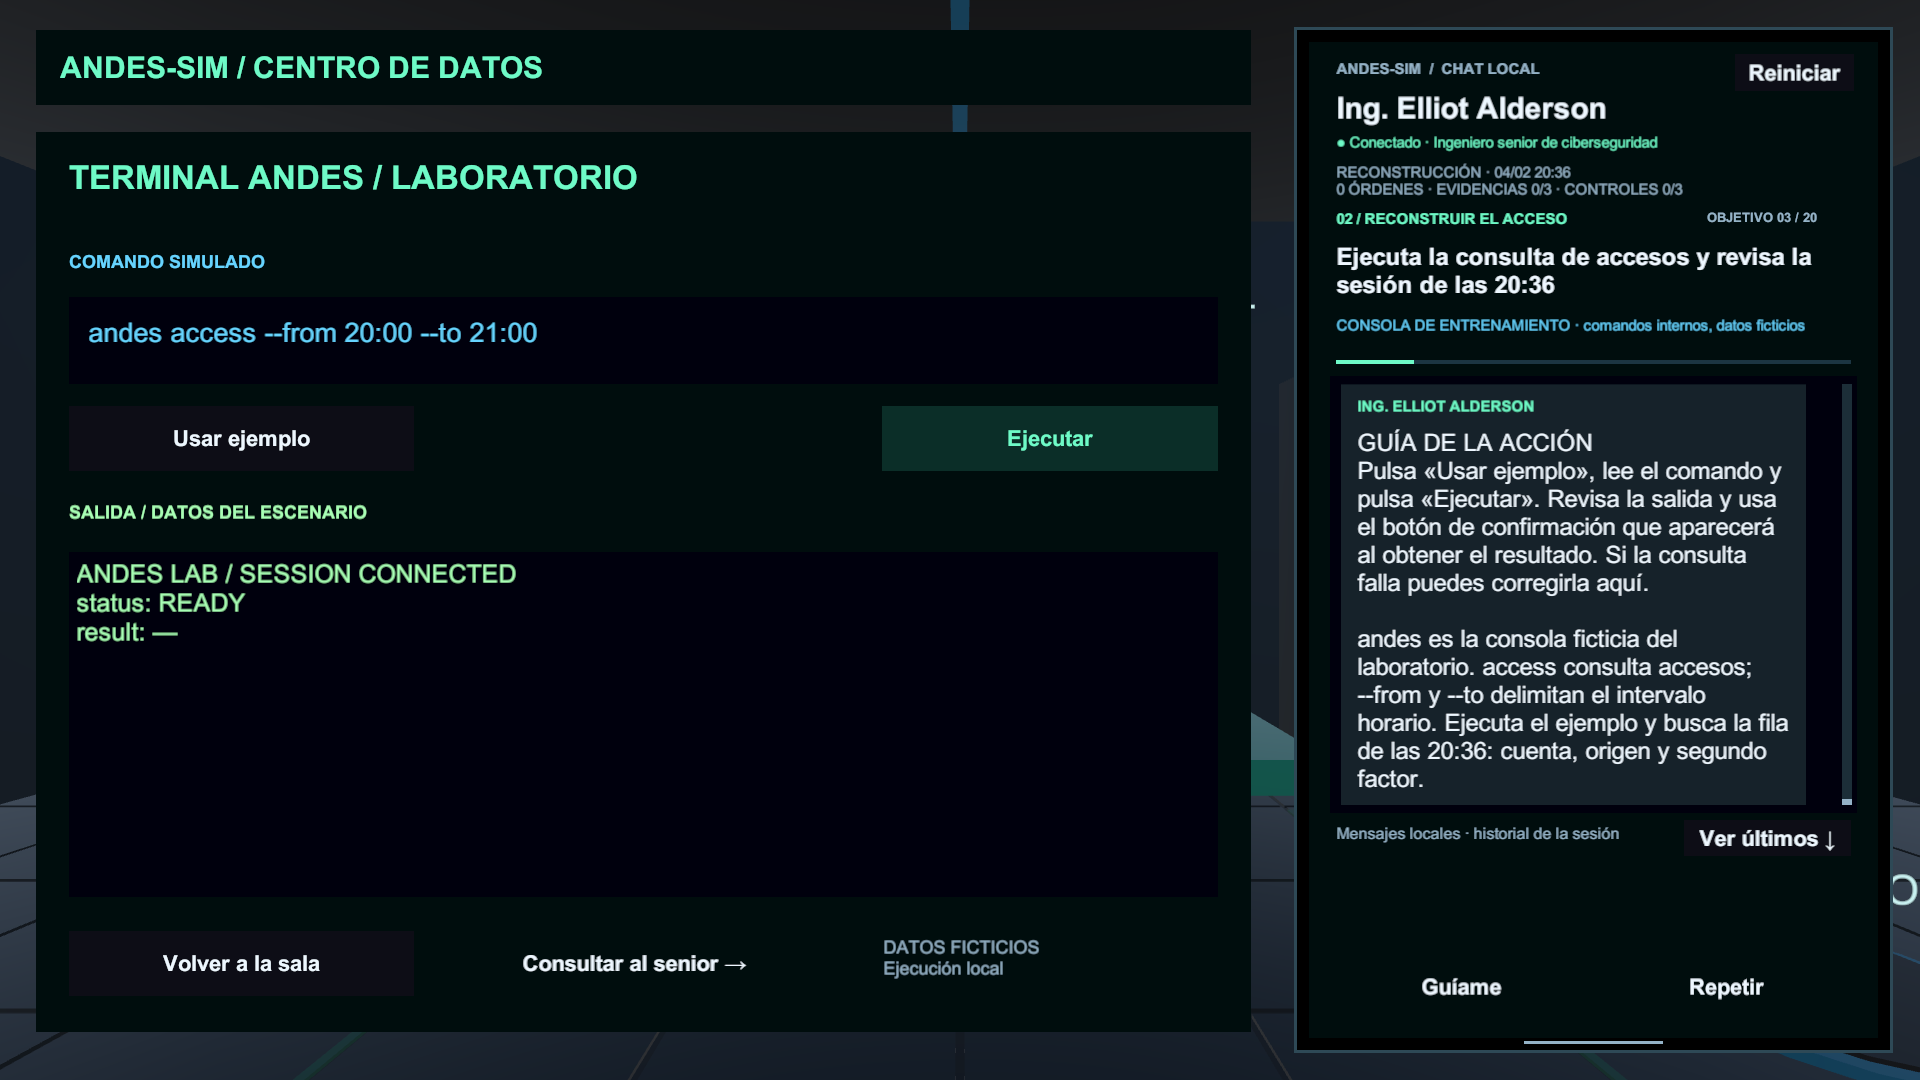 ANDES-SIM / CENTRO DE DATOS
TERMINAL ANDES / LABORATORIO
COMANDO SIMULADO
andes access --from 20:00 --to 21:00
Usar ejemplo
Ejecutar
SALIDA / DATOS DEL ESCENARIO
ANDES LAB / SESSION CONNECTED
status: READY
result: —
Volver a la sala
Consultar al senior →
DATOS FICTICIOS
Ejecución local
ANDES-SIM / CHAT LOCAL
Reiniciar
Ing. Elliot Alderson
● Conectado · Ingeniero senior de ciberseguridad
RECONSTRUCCIÓN · 04/02 20:36
0 ÓRDENES · EVIDENCIAS 0/3 · CONTROLES 0/3
02 / RECONSTRUIR EL ACCESO
OBJETIVO 03 / 20
Ejecuta la consulta de accesos y revisa la
sesión de las 20:36
CONSOLA DE ENTRENAMIENTO · comandos internos, datos ficticios
ING. ELLIOT ALDERSON
GUÍA DE LA ACCIÓN
Pulsa «Usar ejemplo», lee el comando y
pulsa «Ejecutar». Revisa la salida y usa
el botón de confirmación que aparecerá
al obtener el resultado. Si la consulta
falla puedes corregirla aquí.
andes es la consola ficticia del
laboratorio. access consulta accesos;
--from y --to delimitan el intervalo
horario. Ejecuta el ejemplo y busca la fila
de las 20:36: cuenta, origen y segundo
factor.
Mensajes locales · historial de la sesión
Ver últimos ↓
Guíame
Repetir